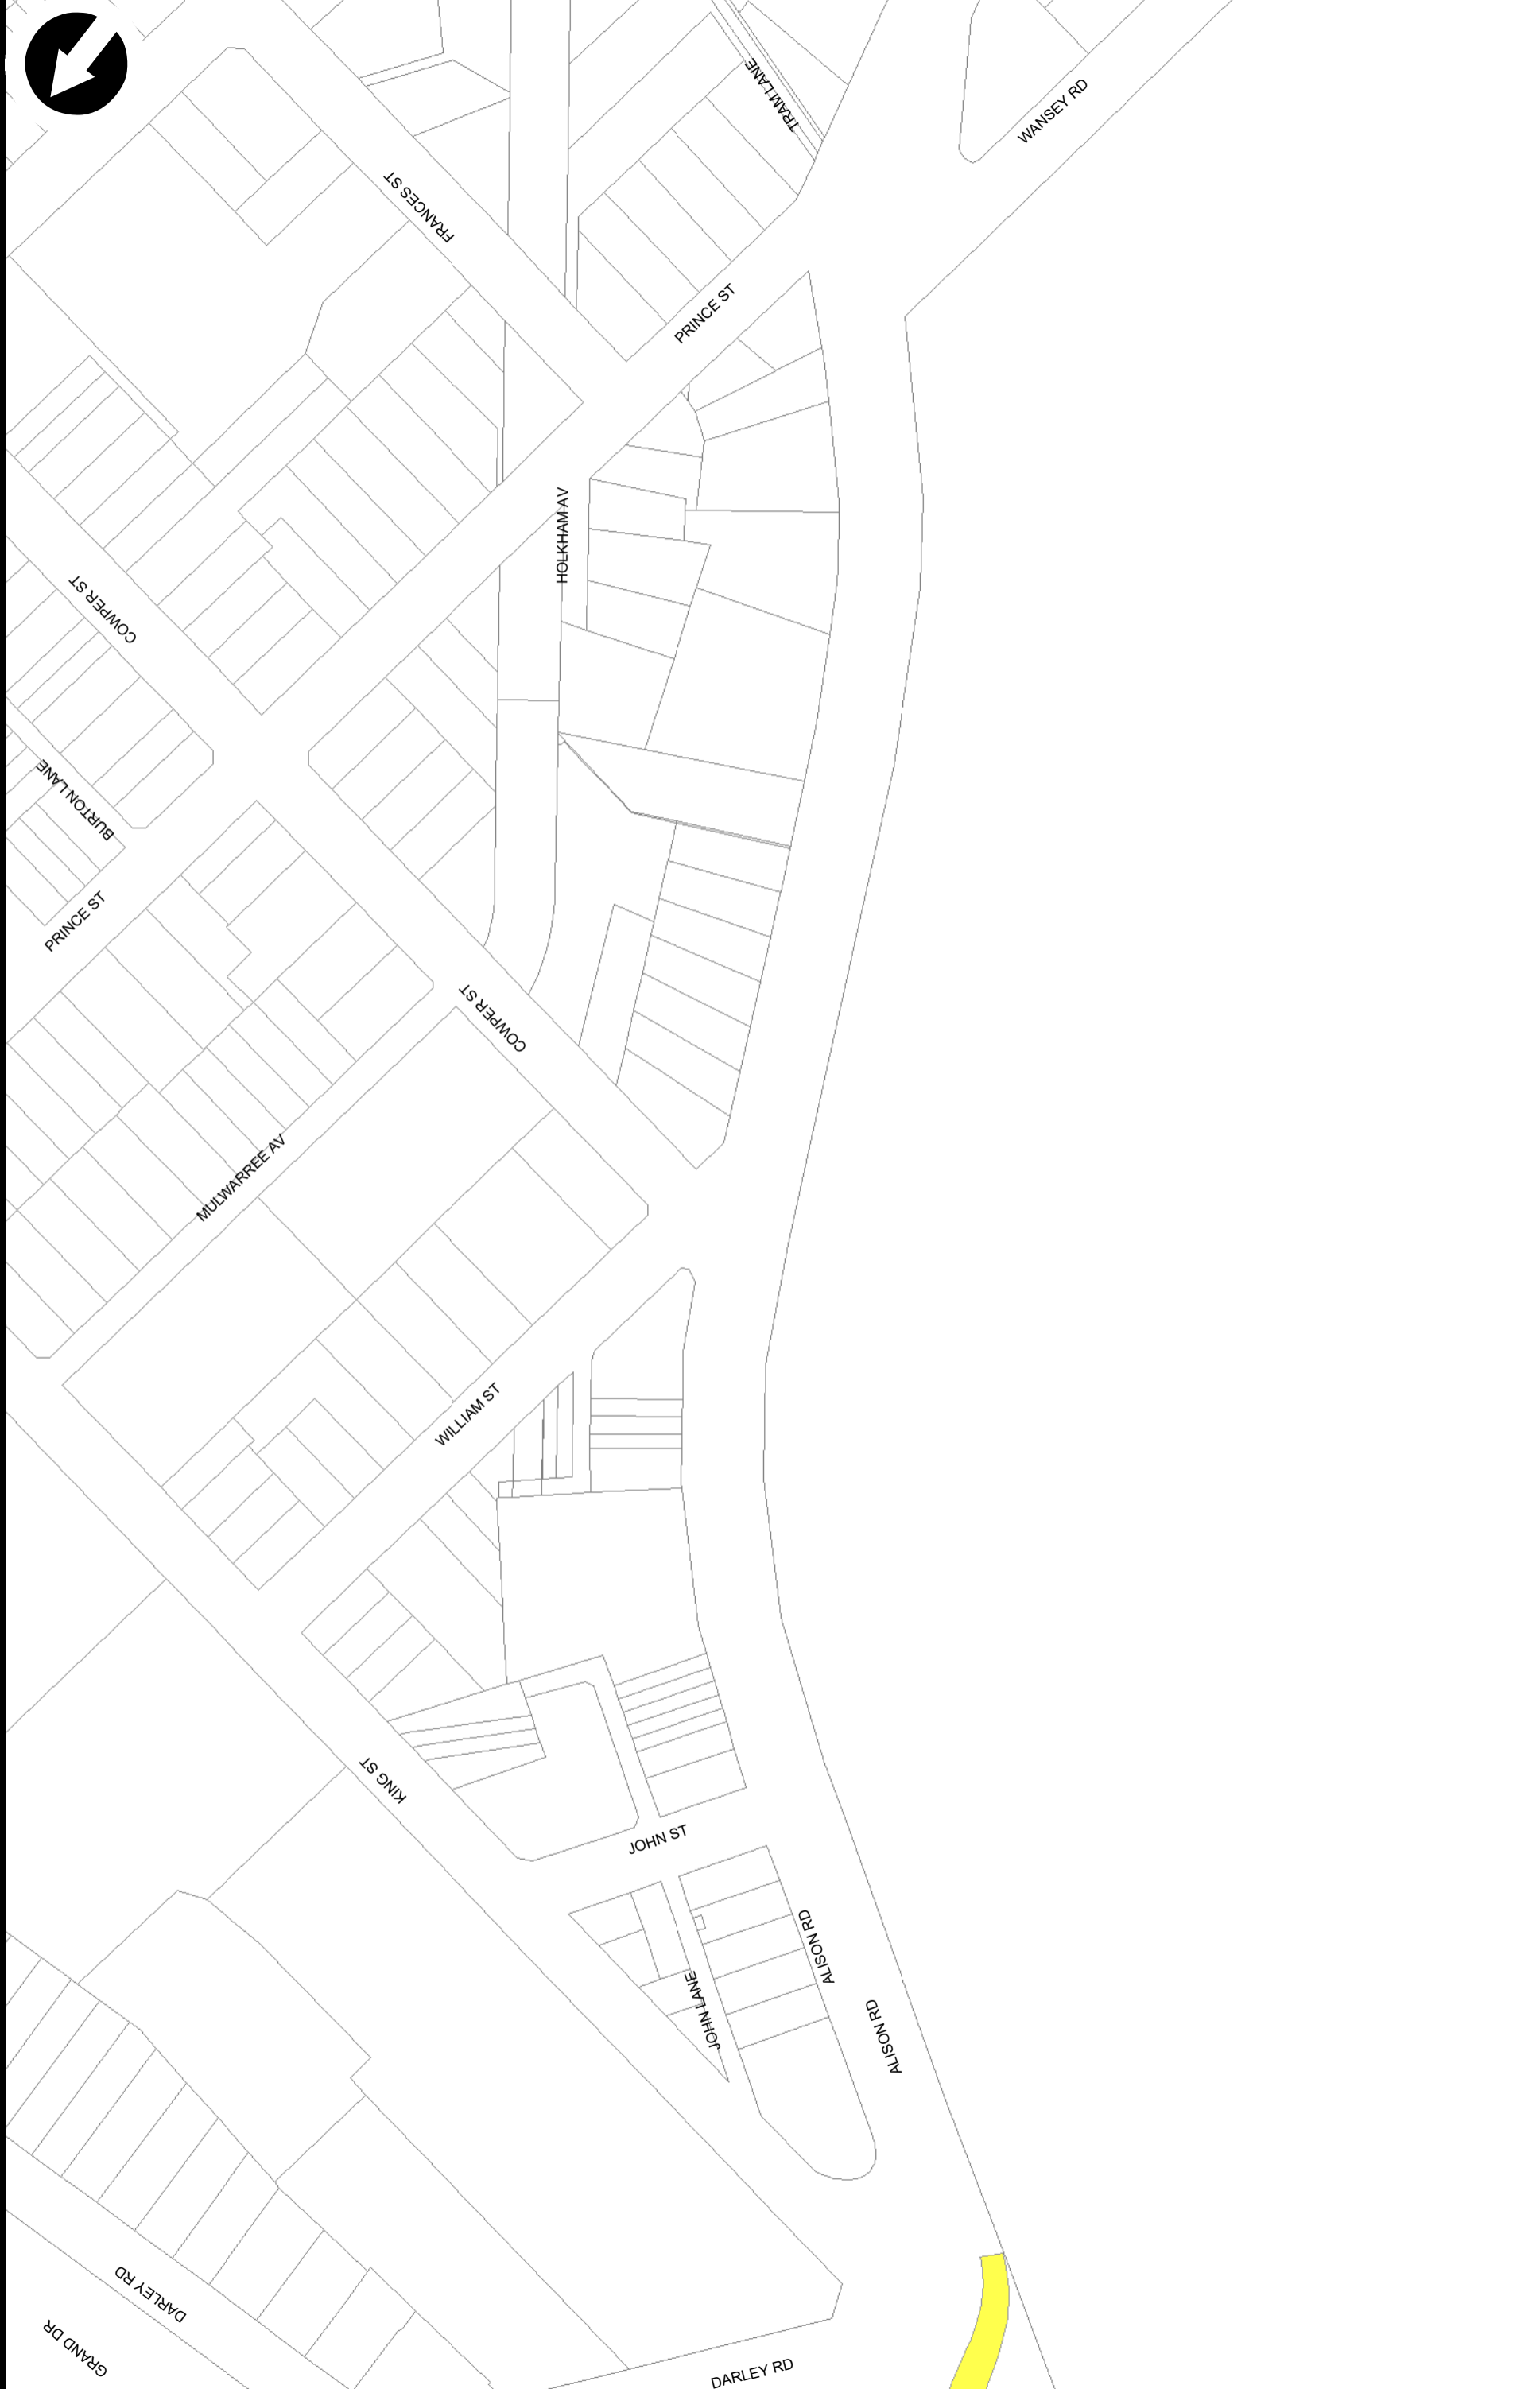 TRAM LANE
WANSEY RD
FRANCES ST
PRINCE ST
HOLKHAM AV
COWPER ST
BURTON LANE
PRINCE ST
COWPER ST
MULWARREE AV
WILLIAM ST
KING ST
JOHN ST
ALISON RD
JOHN LANE
ALISON RD
DARLEY RD
GRAND DR
DARLEY RD